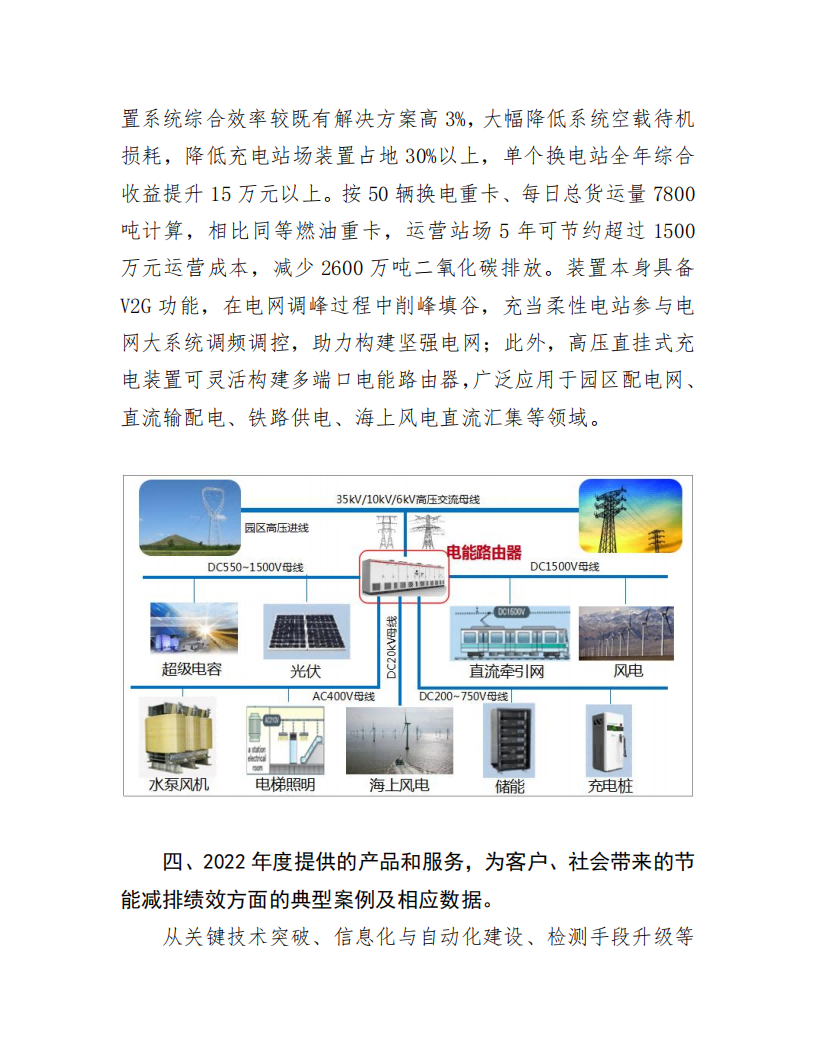 置系统综合效率较既有解决方案高 3%，大幅降低系统空载待机
损耗，降低充电站场装置占地 30%以上，单个换电站全年综合
收益提升 15 万元以上。按 50 辆换电重卡、每日总货运量 7800
吨计算，相比同等燃油重卡，运营站场 5 年可节约超过 1500
万元运营成本，减少 2600 万吨二氧化碳排放。装置本身具备
V2G 功能，在电网调峰过程中削峰填谷，充当柔性电站参与电
网大系统调频调控，助力构建坚强电网；此外，高压直挂式充
电装置可灵活构建多端口电能路由器，广泛应用于园区配电网、
直流输配电、铁路供电、海上风电直流汇集等领域。
35kV/10kV/6kV高压交流母线
园区高压进线
电能路由器
DC550~1500V母线
DC1500V母线
DC1500V
DC20kV母线
超级电容
光伏
直流牵引网
风电
AC400V母线
DC200~750V母线
a station
electrical
room
水泵风机
电梯照明
海上风电
储能
充电桩
四、2022 年度提供的产品和服务，为客户、社会带来的节
能减排绩效方面的典型案例及相应数据。
从关键技术突破、信息化与自动化建设、检测手段升级等